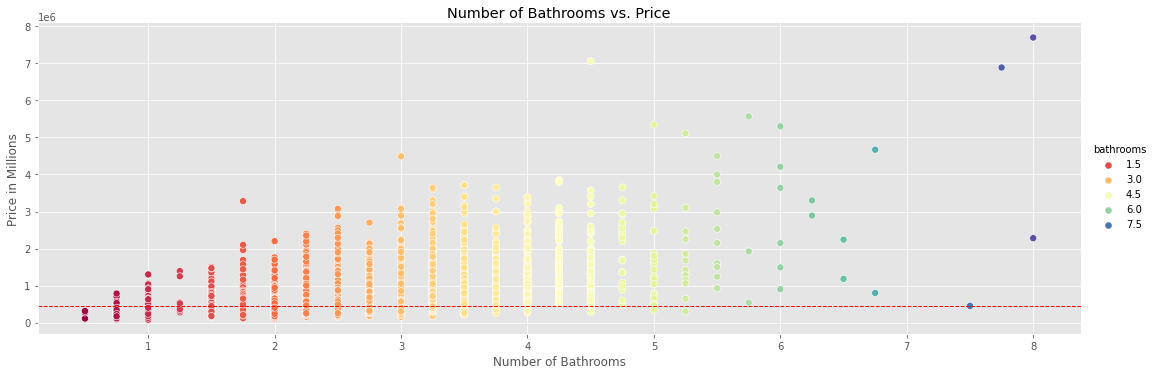 Number of Bathrooms vs. Price
1e6
8
7
6
5
4
3
2
1
0
Price in Millions
1 2 3 4 5 6 7 8
Number of Bathrooms
bathrooms
1.5
3.0
4.5
6.0
7.5